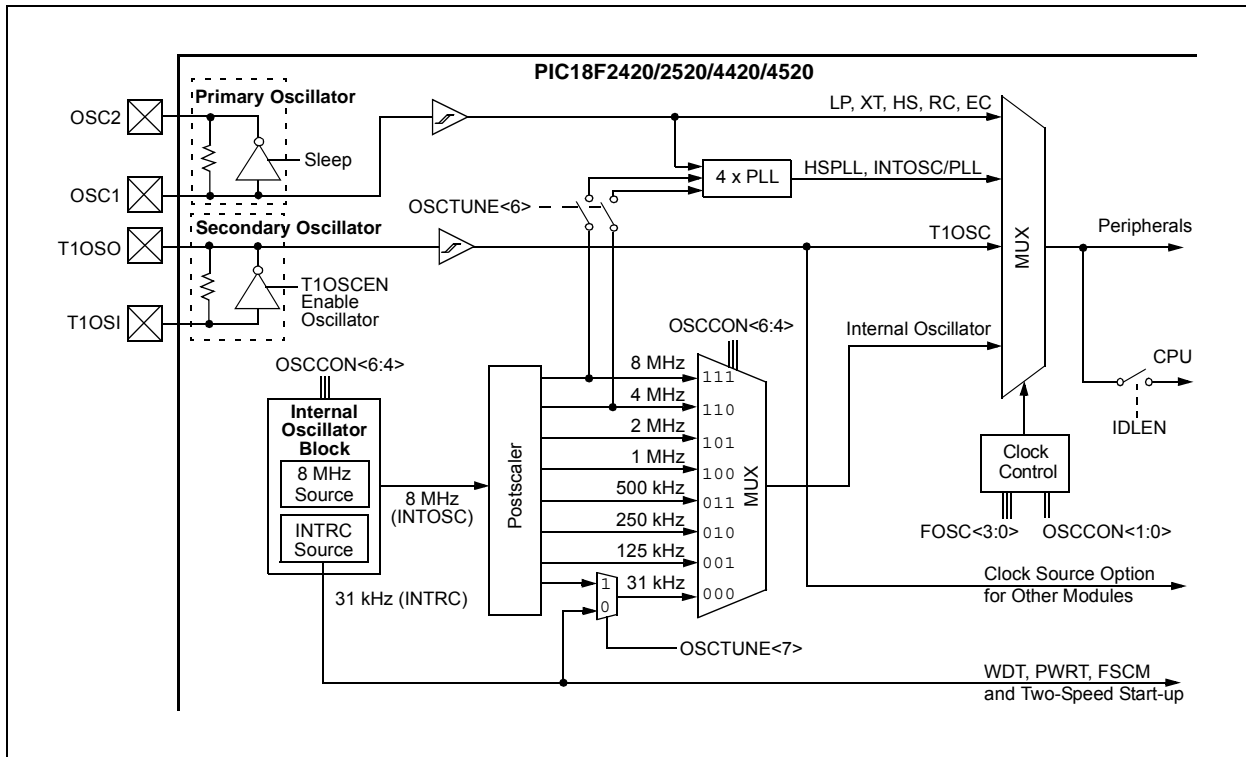 PIC18F2420/2520/4420/4520
Primary Oscillator
OSC2
Sleep
OSC1
LP, XT, HS, RC, EC
4 x PLL
HSPLL, INTOSC/PLL
OSCTUNE<6>
Secondary Oscillator
T1OSO
T1OSC
MUX
Peripherals
T1OSCEN
Enable
Oscillator
T1OSI
OSCCON<6:4>
Internal Oscillator
CPU
IDLEN
OSCCON<6:4>
Internal
Oscillator
Block
8 MHz
Source
INTRC
Source
8 MHz
(INTOSC)
31 kHz (INTRC)
Postscaler
8 MHz
4 MHz
2 MHz
1 MHz
500 kHz
250 kHz
125 kHz
31 kHz
1
0
111
110
101
100
011
010
001
000
MUX
Clock
Control
FOSC<3:0>
OSCCON<1:0>
Clock Source Option
for Other Modules
OSCTUNE<7>
WDT, PWRT, FSCM
and Two-Speed Start-up